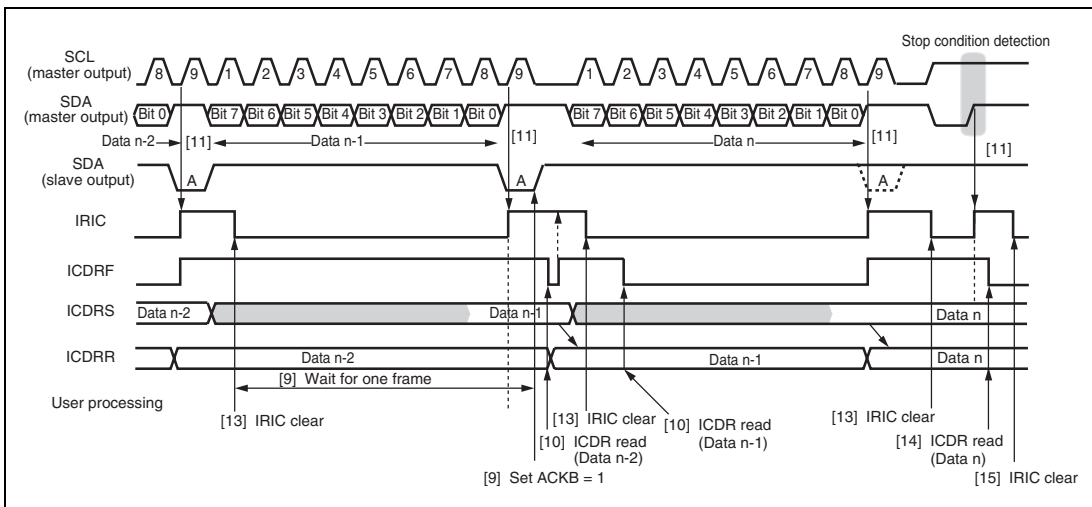 Stop condition detection
SCL
(master output)
8 9 1 2 3 4 5 6 7 8 9 1 2 3 4 5 6 7 8 9
SDA
(master output)
Bit 0 Bit 7 Bit 6 Bit 5 Bit 4 Bit 3 Bit 2 Bit 1 Bit 0 Bit 7 Bit 6 Bit 5 Bit 4 Bit 3 Bit 2 Bit 1 Bit 0
Data n-2 [11] Data n-1 [11] Data n [11] [11]
SDA
(slave output)
A A A
IRIC
ICDRF
ICDRS
Data n-2 Data n-1 Data n
ICDRR
Data n-2 Data n-1 Data n
[9] Wait for one frame
User processing
[13] IRIC clear
[13] IRIC clear
[10] ICDR read
(Data n-2)
[10] ICDR read
(Data n-1)
[9] Set ACKB = 1
[13] IRIC clear
[14] ICDR read
(Data n)
[15] IRIC clear